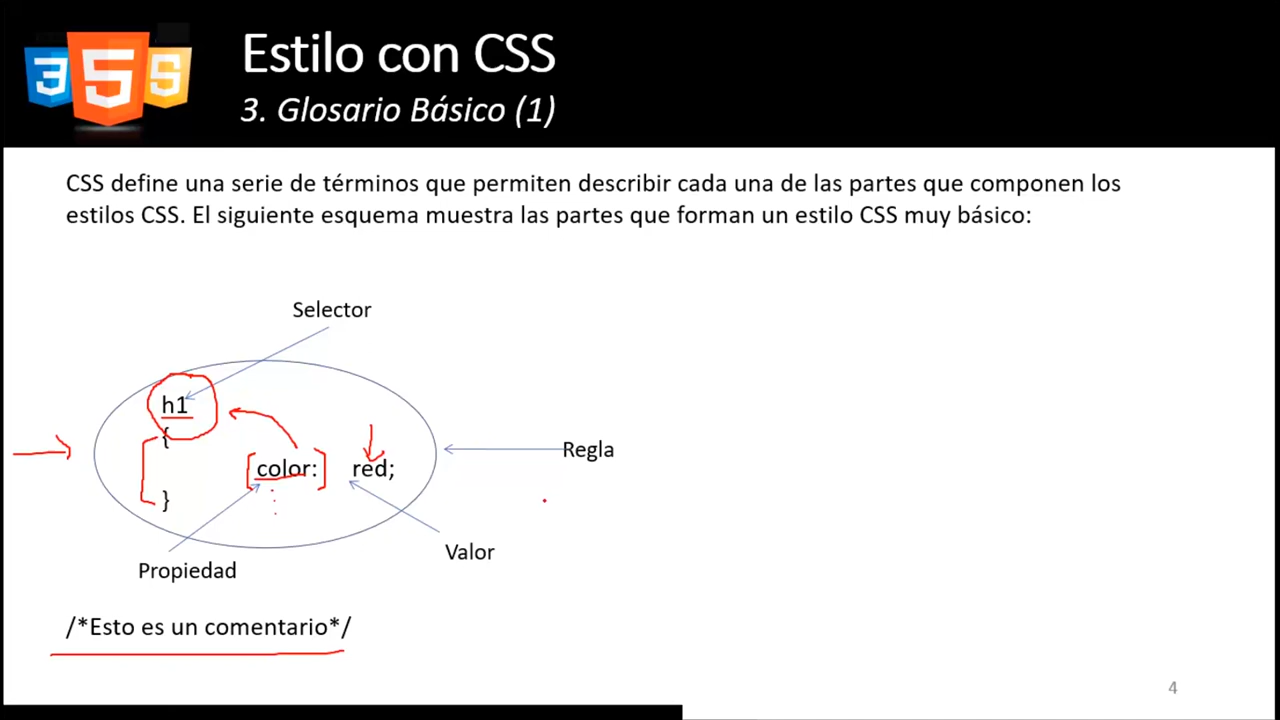 3 5 S
Estilo con CSS
3. Glosario Básico (1)
CSS define una serie de términos que permiten describir cada una de las partes que componen los
estilos CSS. El siguiente esquema muestra las partes que forman un estilo CSS muy básico:
Selector
h1
{
color: red;
}
Regla
Valor
Propiedad
/*Esto es un comentario*/
4